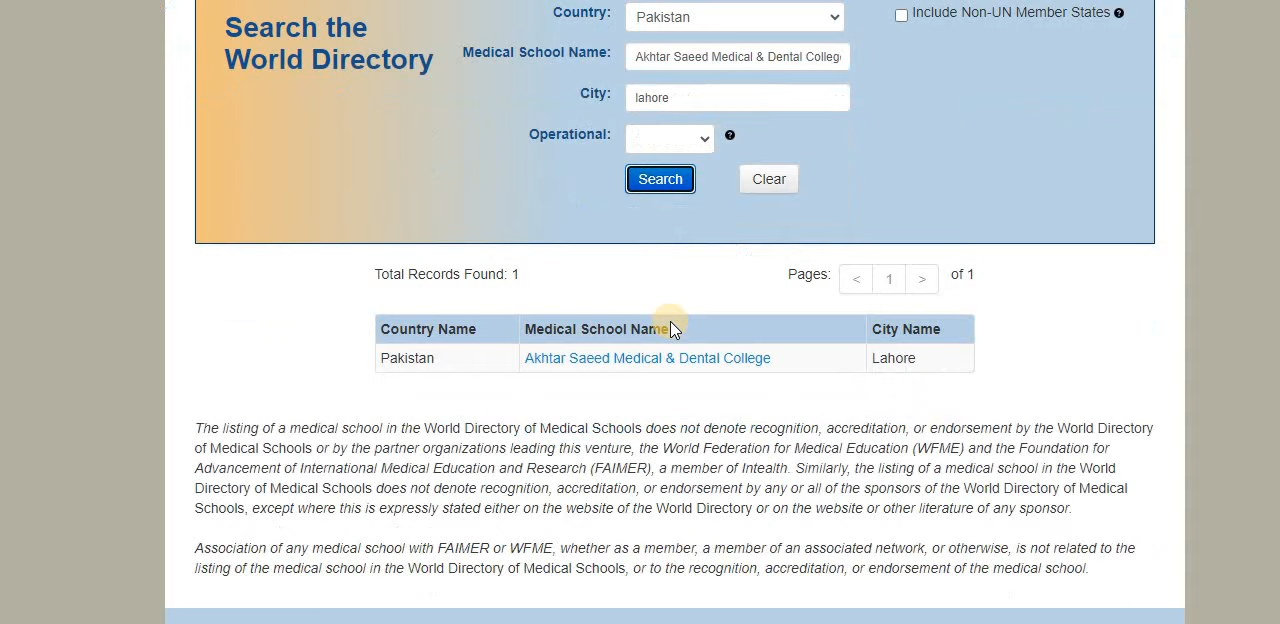 Search the
World Directory
Country:
Pakistan
Include Non-UN Member States ?
Medical School Name:
Akhtar Saeed Medical & Dental Colleg
City:
lahore
Operational:
?
Search
Clear
Total Records Found: 1
Pages: < 1 > of 1
Country Name Medical School Name City Name
Pakistan Akhtar Saeed Medical & Dental College Lahore
The listing of a medical school in the World Directory of Medical Schools does not denote recognition, accreditation, or endorsement by the World Directory
of Medical Schools or by the partner organizations leading this venture, the World Federation for Medical Education (WFME) and the Foundation for
Advancement of International Medical Education and Research (FAIMER), a member of Intealth. Similarly, the listing of a medical school in the World
Directory of Medical Schools does not denote recognition, accreditation, or endorsement by any or all of the sponsors of the World Directory of Medical
Schools, except where this is expressly stated either on the website of the World Directory or on the website or other literature of any sponsor.
Association of any medical school with FAIMER or WFME, whether as a member, a member of an associated network, or otherwise, is not related to the
listing of the medical school in the World Directory of Medical Schools, or to the recognition, accreditation, or endorsement of the medical school.